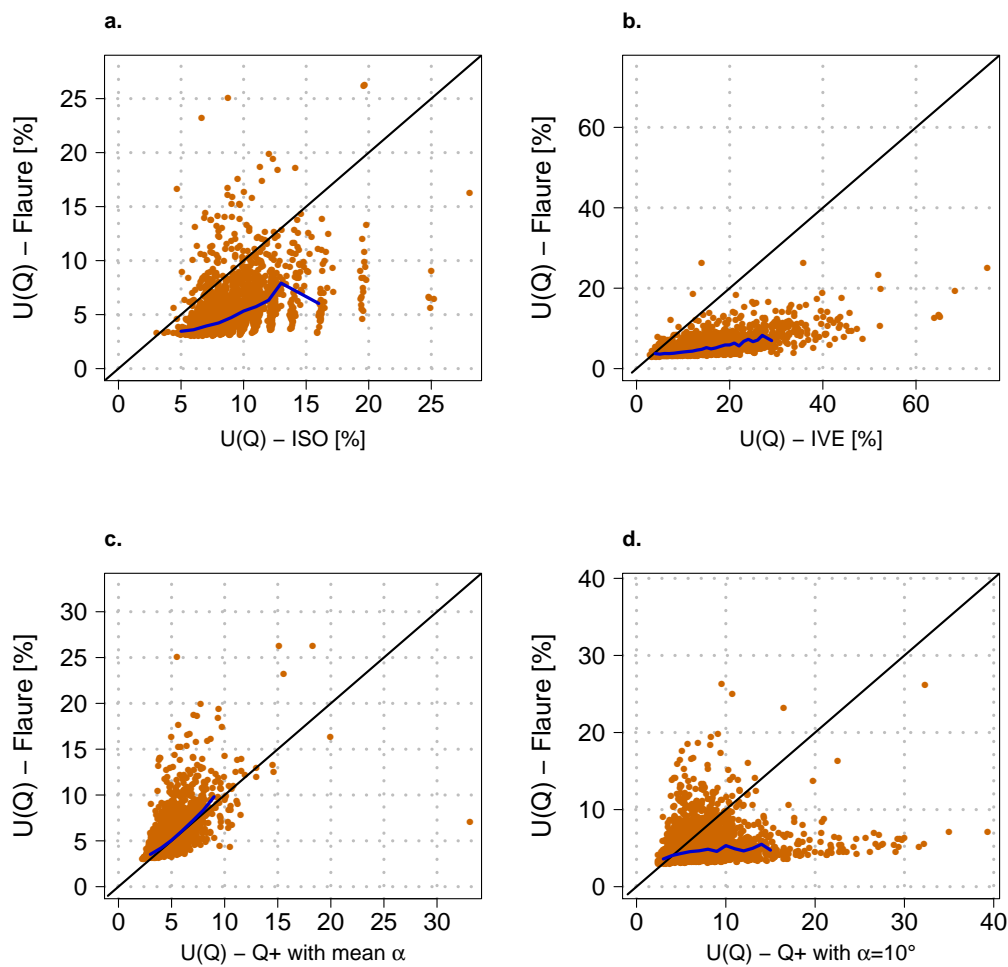 a.
U(Q) − Flaure [%]
25
20
15
10
5
0
0 5 10 15 20 25
U(Q) − ISO [%]
b.
U(Q) − Flaure [%]
60
40
20
0
0 20 40 60
U(Q) − IVE [%]
c.
U(Q) − Flaure [%]
30
25
20
15
10
5
0
0 5 10 15 20 25 30
U(Q) − Q+ with mean α
d.
U(Q) − Flaure [%]
40
30
20
10
0
0 10 20 30 40
U(Q) − Q+ with α=10°